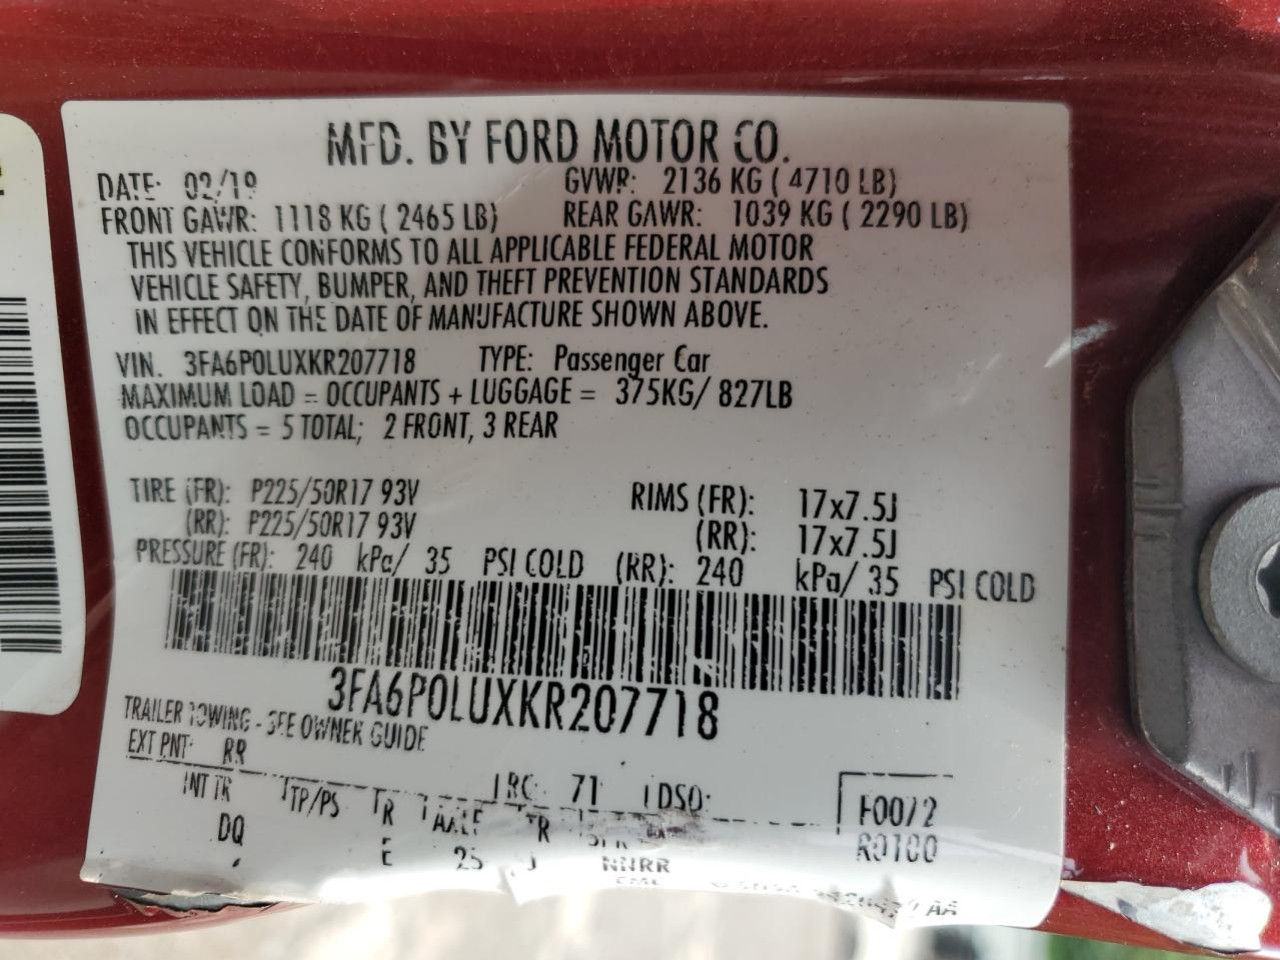 MFD. BY FORD MOTOR CO.
DATE: 02/19 GVWR: 2136 KG ( 4710 LB)
FRONT GAWR: 1118 KG ( 2465 LB) REAR GAWR: 1039 KG ( 2290 LB)
THIS VEHICLE CONFORMS TO ALL APPLICABLE FEDERAL MOTOR
VEHICLE SAFETY, BUMPER, AND THEFT PREVENTION STANDARDS
IN EFFECT ON THE DATE OF MANUFACTURE SHOWN ABOVE.
VIN. 3FA6P0LUXKR207718 TYPE: Passenger Car
MAXIMUM LOAD = OCCUPANTS + LUGGAGE = 375KG/ 827LB
OCCUPANTS = 5 TOTAL; 2 FRONT, 3 REAR
TIRE (FR): P225/50R17 93V RIMS (FR): 17x7.5J
(RR): P225/50R17 93V (RR): 17x7.5J
PRESSURE (FR): 240 kPa/ 35 PSI COLD (RR): 240 kPa/ 35 PSI COLD
3FA6P0LUXKR207718
TRAILER TOWING - SEE OWNER GUIDE
EXT PNT: RR RC: 71 DSO:
INT TR TP/PS R AXLE TR SPR F0072
DQ E 25 J NNRR R0100